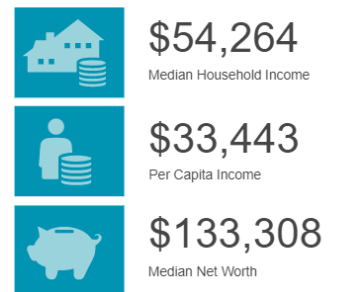 $54,264
Median Household Income
$33,443
Per Capita Income
$133,308
Median Net Worth